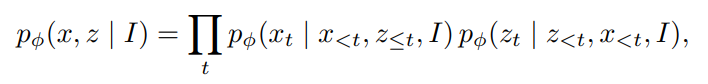 p_ϕ(x, z | I) = ∏_t p_ϕ(x_t | x_{<t}, z_{≤t}, I) p_ϕ(z_t | z_{<t}, x_{<t}, I),